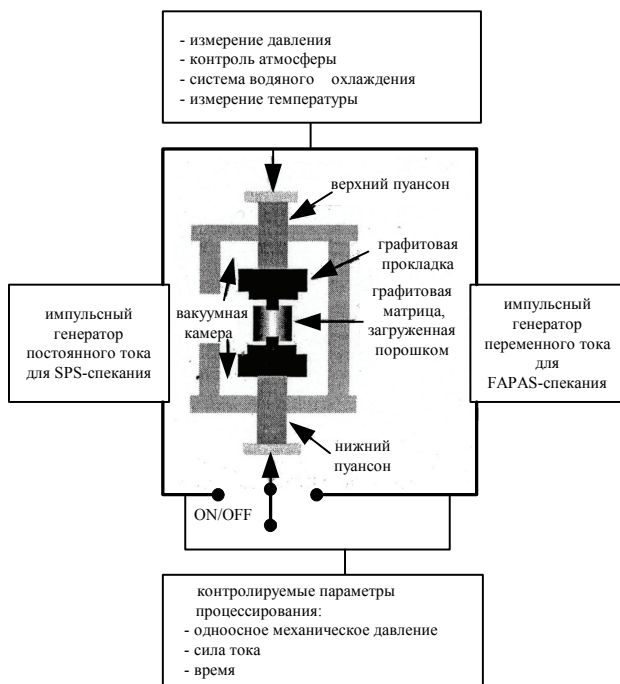 - измерение давления
- контроль атмосферы
- система водяного охлаждения
- измерение температуры
верхний пуансон
графитовая
прокладка
графитовая
матрица,
загруженная
порошком
вакуумная
камера
импульсный
генератор
постоянного тока
для SPS-спекания
импульсный
генератор
переменного тока
для
FAPAS-спекания
нижний
пуансон
ON/OFF
контролируемые параметры
процессирования:
- одноосное механическое давление
- сила тока
- время